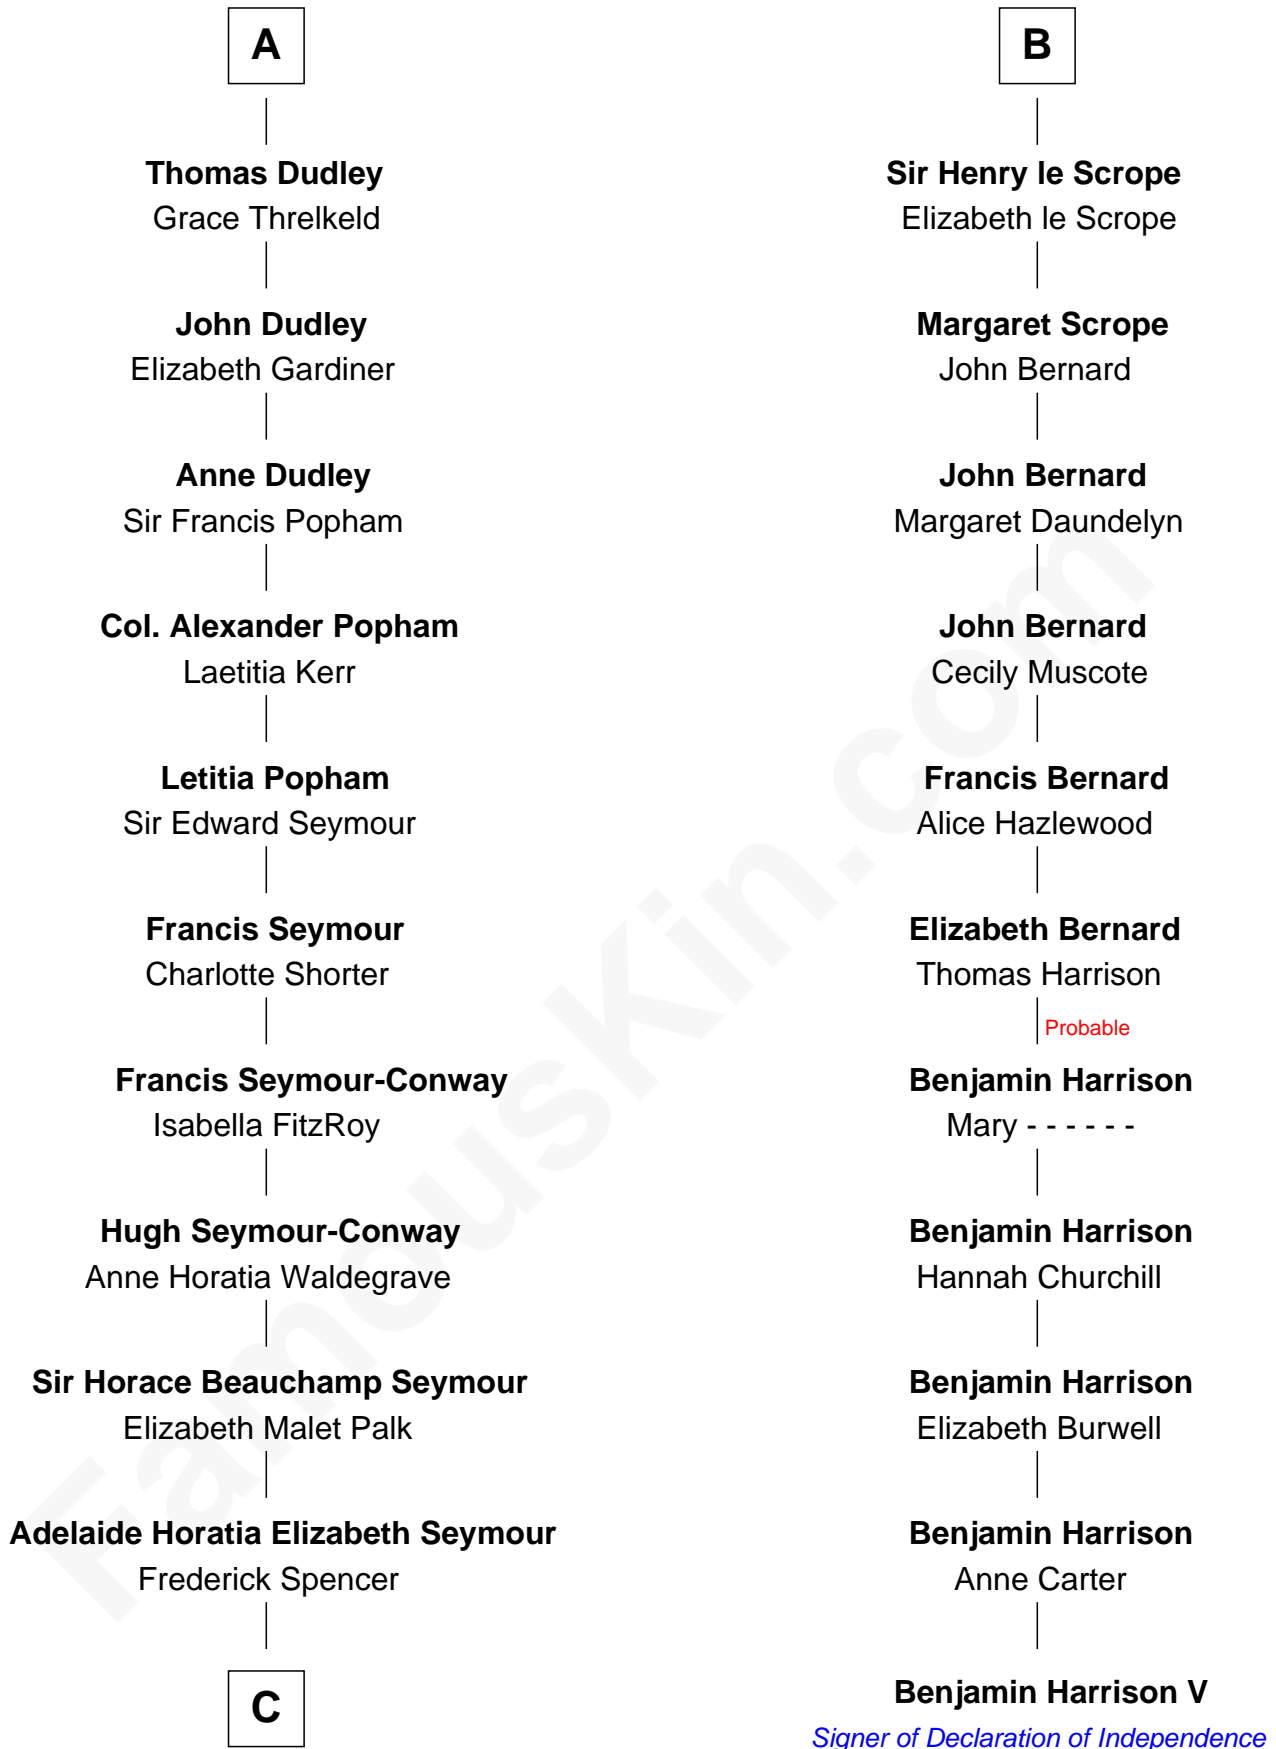 A
Thomas Dudley
Grace Threlkeld
John Dudley
Elizabeth Gardiner
Anne Dudley
Sir Francis Popham
Col. Alexander Popham
Laetitia Kerr
Letitia Popham
Sir Edward Seymour
Francis Seymour
Charlotte Shorter
Francis Seymour-Conway
Isabella FitzRoy
Hugh Seymour-Conway
Anne Horatia Waldegrave
Sir Horace Beauchamp Seymour
Elizabeth Malet Palk
Adelaide Horatia Elizabeth Seymour
Frederick Spencer
C
B
Sir Henry le Scrope
Elizabeth le Scrope
Margaret Scrope
John Bernard
John Bernard
Margaret Daundelyn
John Bernard
Cecily Muscote
Francis Bernard
Alice Hazlewood
Elizabeth Bernard
Thomas Harrison
Probable
Benjamin Harrison
Mary - - - - - -
Benjamin Harrison
Hannah Churchill
Benjamin Harrison
Elizabeth Burwell
Benjamin Harrison
Anne Carter
Benjamin Harrison V
Signer of Declaration of Independence
FamousKin.com